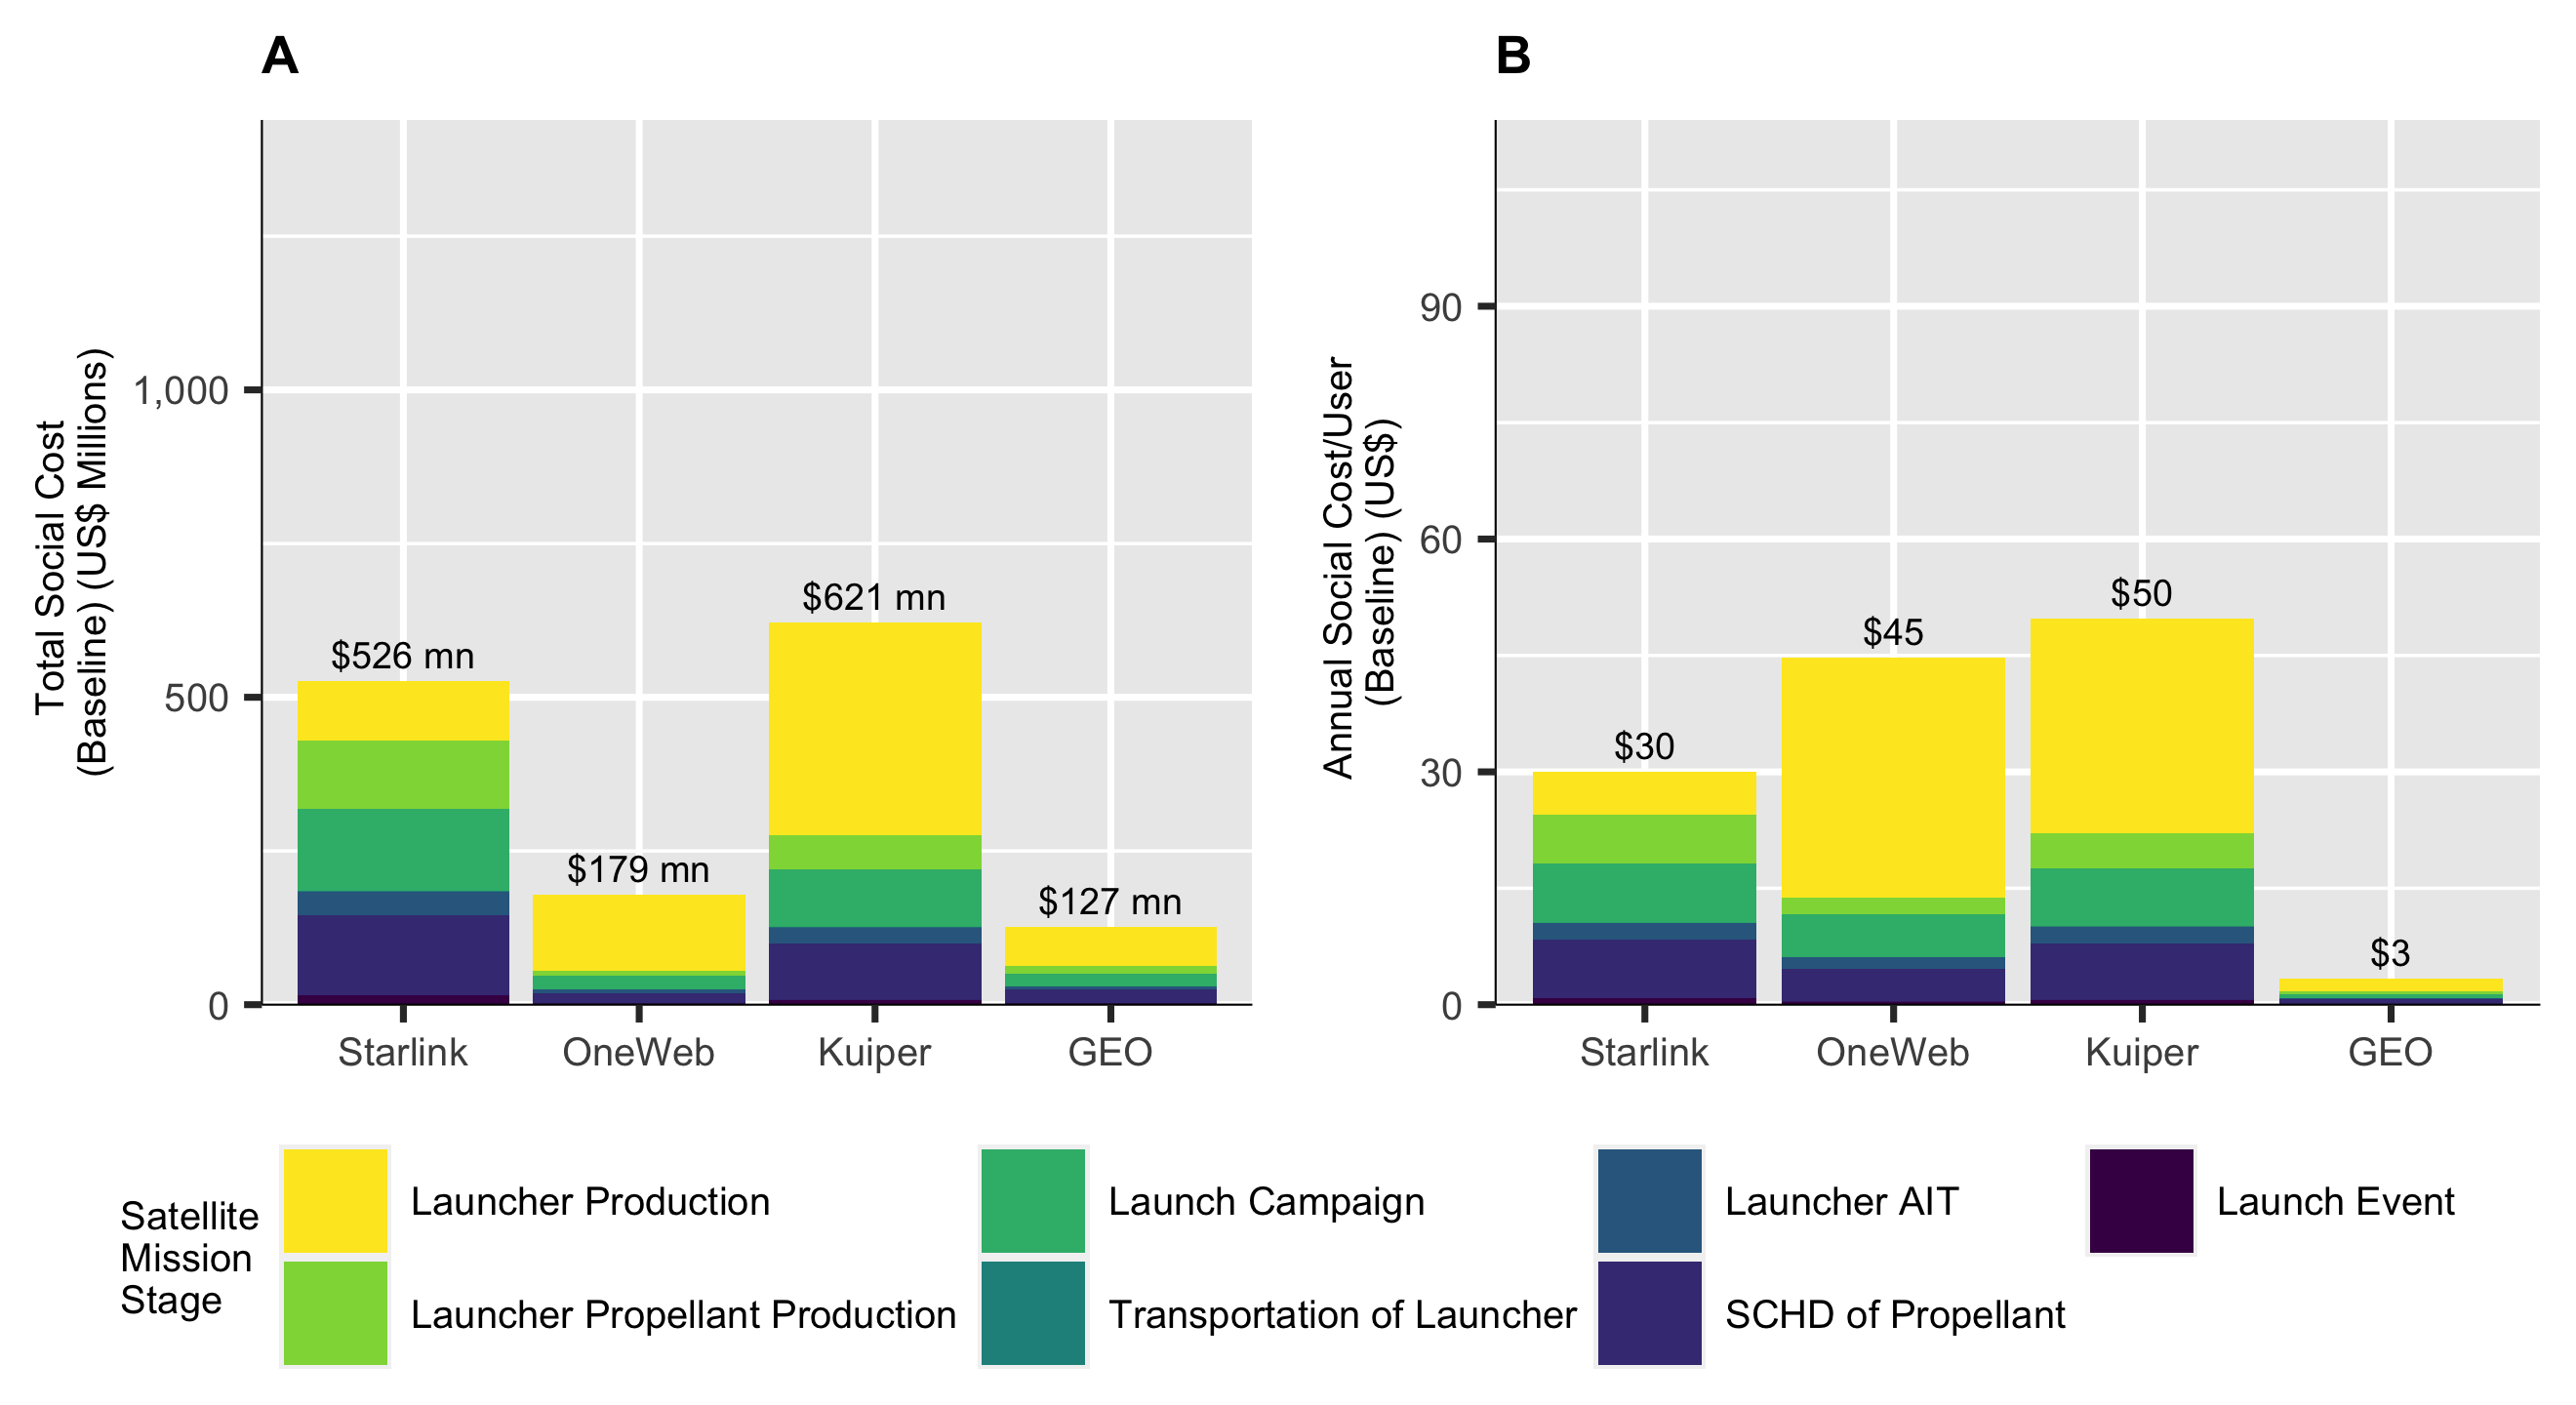 A
Total Social Cost
(Baseline) (US$ Millions)
1,000
500
0
$526 mn
$179 mn
$621 mn
$127 mn
Starlink
OneWeb
Kuiper
GEO
B
Annual Social Cost/User
(Baseline) (US$)
90
60
30
0
$30
$45
$50
$3
Starlink
OneWeb
Kuiper
GEO
Satellite
Mission
Stage
Launcher Production
Launcher Propellant Production
Launch Campaign
Transportation of Launcher
Launcher AIT
SCHD of Propellant
Launch Event